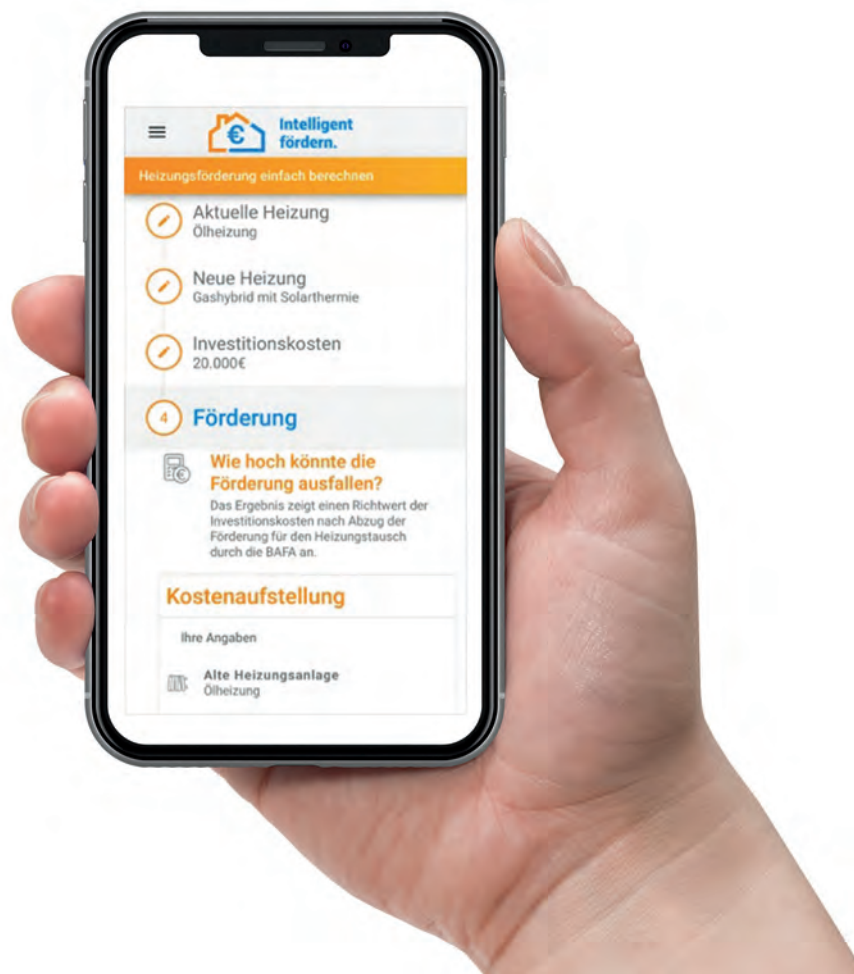 Intelligent
fördern.
Heizungsförderung einfach berechnen
Aktuelle Heizung
Ölheizung
Neue Heizung
Gashybrid mit Solarthermie
Investitionskosten
20.000€
4 Förderung
Wie hoch könnte die
Förderung ausfallen?
Das Ergebnis zeigt einen Richtwert der
Investitionskosten nach Abzug der
Förderung für den Heizungstausch
durch die BAFA an.
Kostenaufstellung
Ihre Angaben
Alte Heizungsanlage
Ölheizung